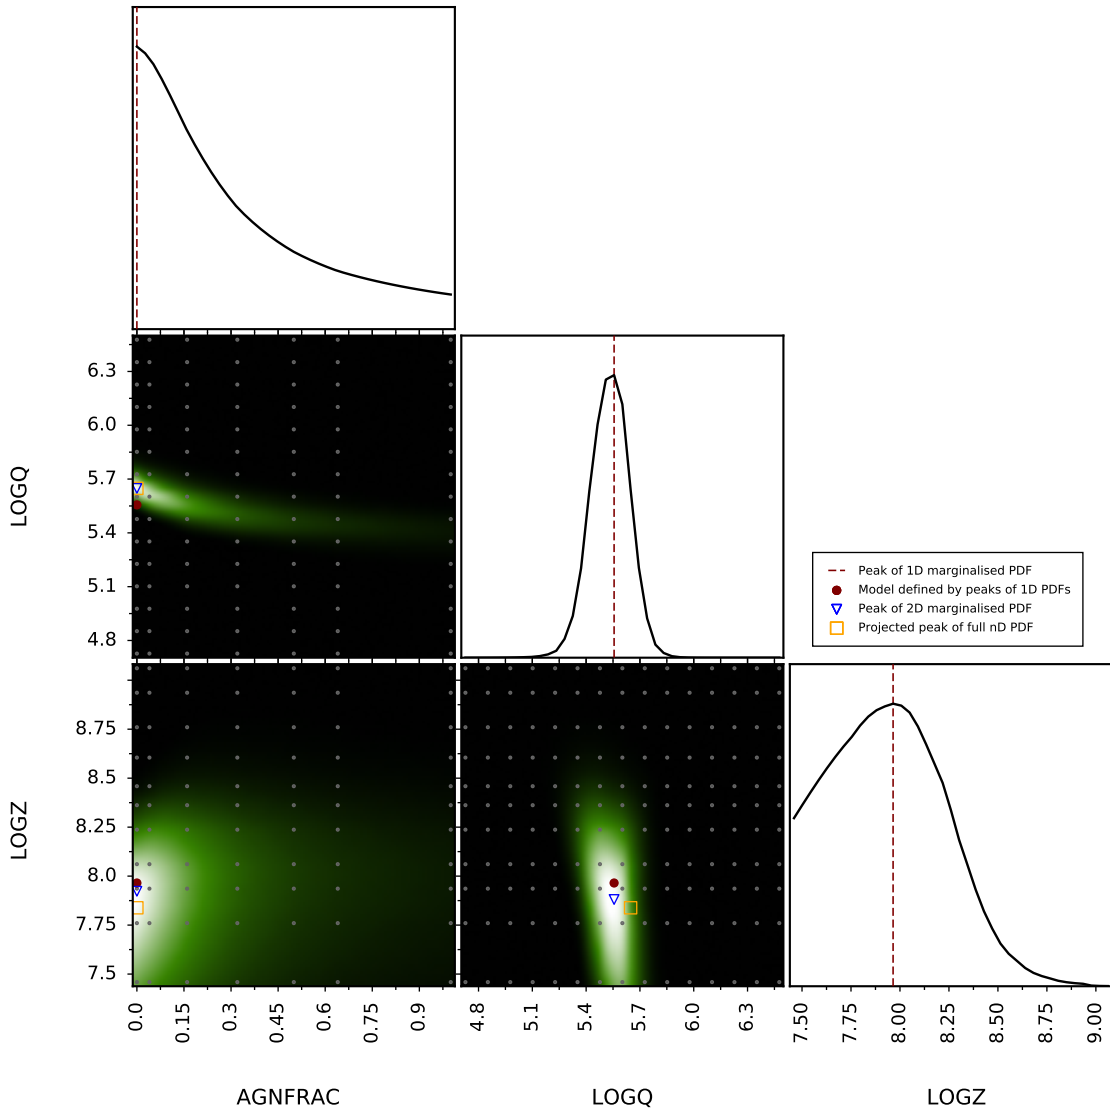 LOGQ
6.3
6.0
5.7
5.4
5.1
4.8
Peak of 1D marginalised PDF
Model defined by peaks of 1D PDFs
Peak of 2D marginalised PDF
Projected peak of full nD PDF
LOGZ
8.75
8.5
8.25
8.0
7.75
7.5
0.0 0.15 0.3 0.45 0.6 0.75 0.9
4.8 5.1 5.4 5.7 6.0 6.3
7.50 7.75 8.00 8.25 8.50 8.75 9.00
AGNFRAC
LOGQ
LOGZ